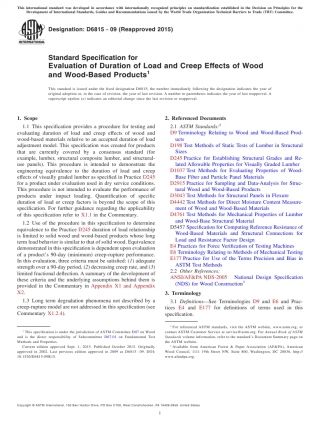 This international standard was developed in accordance with internationally recognized principles on standardization established in the Decision on Principles for the
Development of International Standards, Guides and Recommendations issued by the World Trade Organization Technical Barriers to Trade (TBT) Committee.
Designation: D6815 - 09 (Reapproved 2015)
Standard Specification for
Evaluation of Duration of Load and Creep Effects of Wood
and Wood-Based Products1
This standard is issued under the fixed designation D6815; the number immediately following the designation indicates the year of
original adoption or, in the case of revision, the year of last revision. A number in parentheses indicates the year of last reapproval. A
superscript epsilon (ε) indicates an editorial change since the last revision or reapproval.
1. Scope
1.1 This specification provides a procedure for testing and
evaluating duration of load and creep effects of wood and
wood-based materials relative to an accepted duration of load
adjustment model. This specification was created for products
that are currently covered by a consensus standard (for
example, lumber, structural composite lumber, and structural-
use panels). This procedure is intended to demonstrate the
engineering equivalence to the duration of load and creep
effects of visually graded lumber as specified in Practice D245
for a product under evaluation used in dry service conditions.
This procedure is not intended to evaluate the performance of
products under impact loading. Quantification of specific
duration of load or creep factors is beyond the scope of this
specification. For further guidance regarding the applicability
of this specification refer to X1.1 in the Commentary.
1.2 Use of the procedure in this specification to determine
equivalence to the Practice D245 duration of load relationship
is limited to solid wood and wood-based products whose long
term load behavior is similar to that of solid wood. Equivalence
demonstrated in this specification is dependent upon evaluation
of a product's 90-day (minimum) creep-rupture performance.
In this evaluation, three criteria must be satisfied: (1) adequate
strength over a 90-day period, (2) decreasing creep rate, and (3)
limited fractional deflection. A summary of the development of
these criteria and the underlying assumptions behind them is
provided in the Commentary in Appendix X1 and Appendix
X2.
1.3 Long term degradation phenomena not described by a
creep-rupture model are not addressed in this specification (see
Commentary X1.2.4).
1 This specification is under the jurisdiction of ASTM Committee D07 on Wood
and is the direct responsibility of Subcommittee D07.01 on Fundamental Test
Methods and Properties.
Current edition approved Sept. 1, 2015. Published October 2015. Originally
approved in 2002. Last previous edition approved in 2009 as D6815 -09. DOI:
10.1520/D6815-09R15.
2. Referenced Documents
2.1 ASTM Standards:2
D9 Terminology Relating to Wood and Wood-Based Prod-
ucts
D198 Test Methods of Static Tests of Lumber in Structural
Sizes
D245 Practice for Establishing Structural Grades and Re-
lated Allowable Properties for Visually Graded Lumber
D1037 Test Methods for Evaluating Properties of Wood-
Base Fiber and Particle Panel Materials
D2915 Practice for Sampling and Data-Analysis for Struc-
tural Wood and Wood-Based Products
D3043 Test Methods for Structural Panels in Flexure
D4442 Test Methods for Direct Moisture Content Measure-
ment of Wood and Wood-Based Materials
D4761 Test Methods for Mechanical Properties of Lumber
and Wood-Base Structural Material
D5457 Specification for Computing Reference Resistance of
Wood-Based Materials and Structural Connections for
Load and Resistance Factor Design
E4 Practices for Force Verification of Testing Machines
E6 Terminology Relating to Methods of Mechanical Testing
E177 Practice for Use of the Terms Precision and Bias in
ASTM Test Methods
2.2 Other References:
ANSI/AF&PA NDS-2005 National Design Specification
(NDS) for Wood Construction3
3. Terminology
3.1 Definitions—See Terminologies D9 and E6 and Prac-
tices E4 and E177 for definitions of terms used in this
specification.
2 For referenced ASTM standards, visit the ASTM website, www.astm.org, or
contact ASTM Customer Service at service@astm.org. For Annual Book of ASTM
Standards volume information, refer to the standard's Document Summary page on
the ASTM website.
3 Available from American Forest & Paper Association (AF&PA), American
Wood Council, 1111 19th Street NW, Suite 800, Washington, DC 20036, http://
www.afandpa.org.
Copyright © ASTM International, 100 Barr Harbor Drive, PO Box C700, West Conshohocken, PA 19428-2959. United States
1